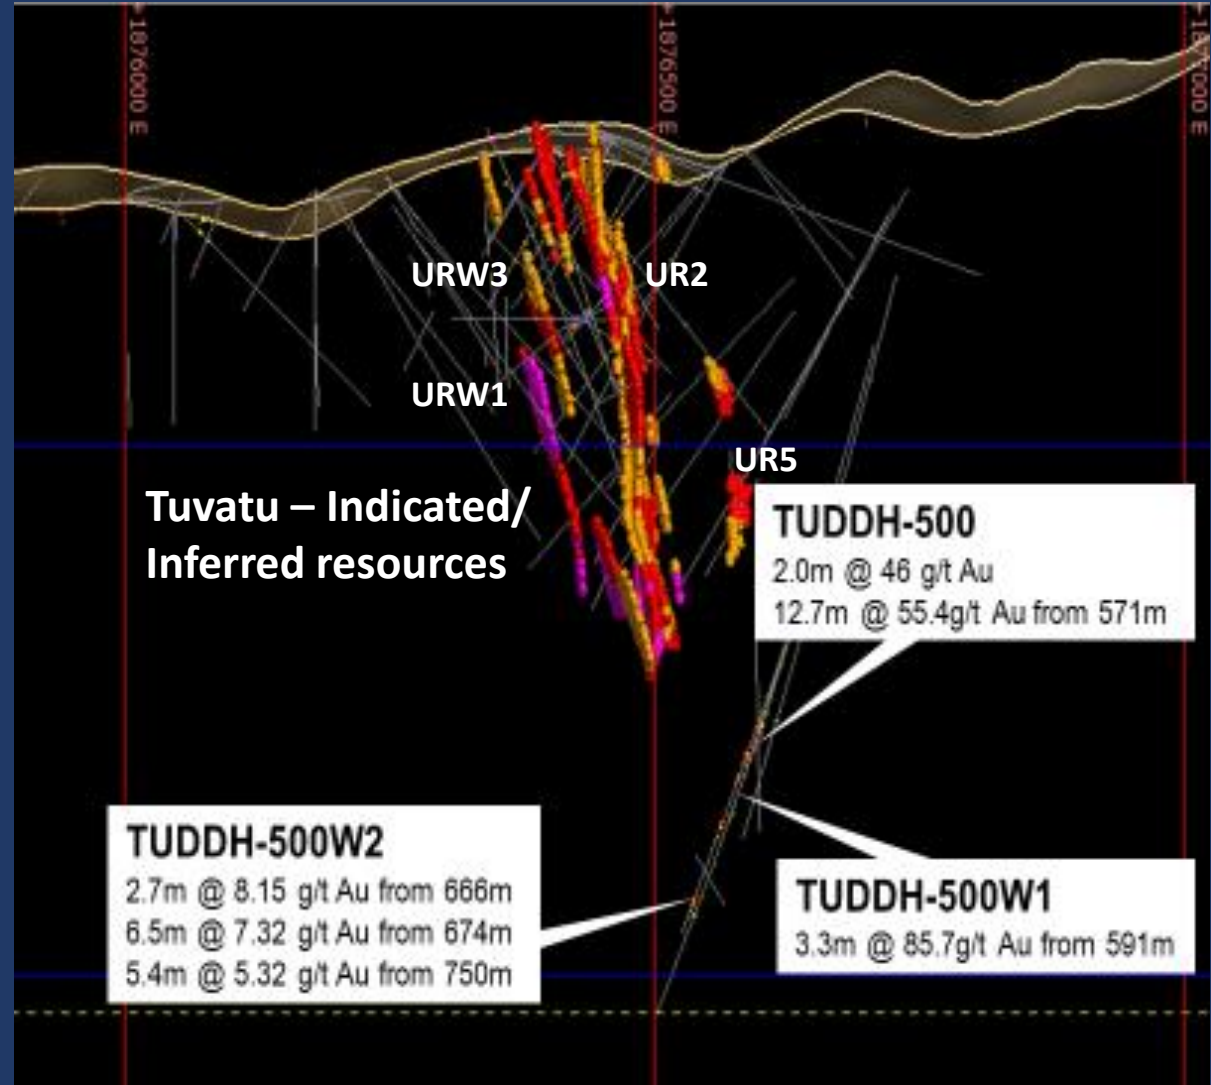 1876000 E
1876500 E
1877000 E
URW3
UR2
URW1
UR5
Tuvatu – Indicated/
Inferred resources
TUDDH-500
2.0m @ 46 g/t Au
12.7m @ 55.4g/t Au from 571m
TUDDH-500W2
2.7m @ 8.15 g/t Au from 666m
6.5m @ 7.32 g/t Au from 674m
5.4m @ 5.32 g/t Au from 750m
TUDDH-500W1
3.3m @ 85.7g/t Au from 591m